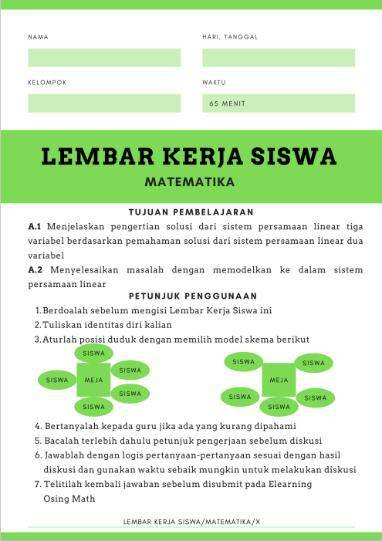 NAMA HARI, TANGGAL
KELOMPOK WAKTU
65 MENIT
LEMBAR KERJA SISWA
MATEMATIKA
TUJUAN PEMBELAJARAN
A.1 Menjelaskan pengertian solusi dari sistem persamaan linear tiga
variabel berdasarkan pemahaman solusi dari sistem persamaan linear dua
variabel
A.2 Menyelesaikan masalah dengan memodelkan ke dalam sistem
persamaan linear
PETUNJUK PENGGUNAAN
1.Berdoalah sebelum mengisi Lembar Kerja Siswa ini
2.Tuliskan identitas diri kalian
3.Aturlah posisi duduk dengan memilih model skema berikut
SISWA
SISWA
MEJA
SISWA
SISWA
SISWA
SISWA
SISWA
MEJA
SISWA
SISWA
SISWA
4. Bertanyalah kepada guru jika ada yang kurang dipahami
5. Bacalah terlebih dahulu petunjuk pengerjaan sebelum diskusi
6. Jawablah dengan logis pertanyaan-pertanyaan sesuai dengan hasil
diskusi dan gunakan waktu sebaik mungkin untuk melakukan diskusi
7. Telitilah kembali jawaban sebelum disubmit pada Elearning
Osing Math
LEMBAR KERJA SISWA/MATEMATIKA/X